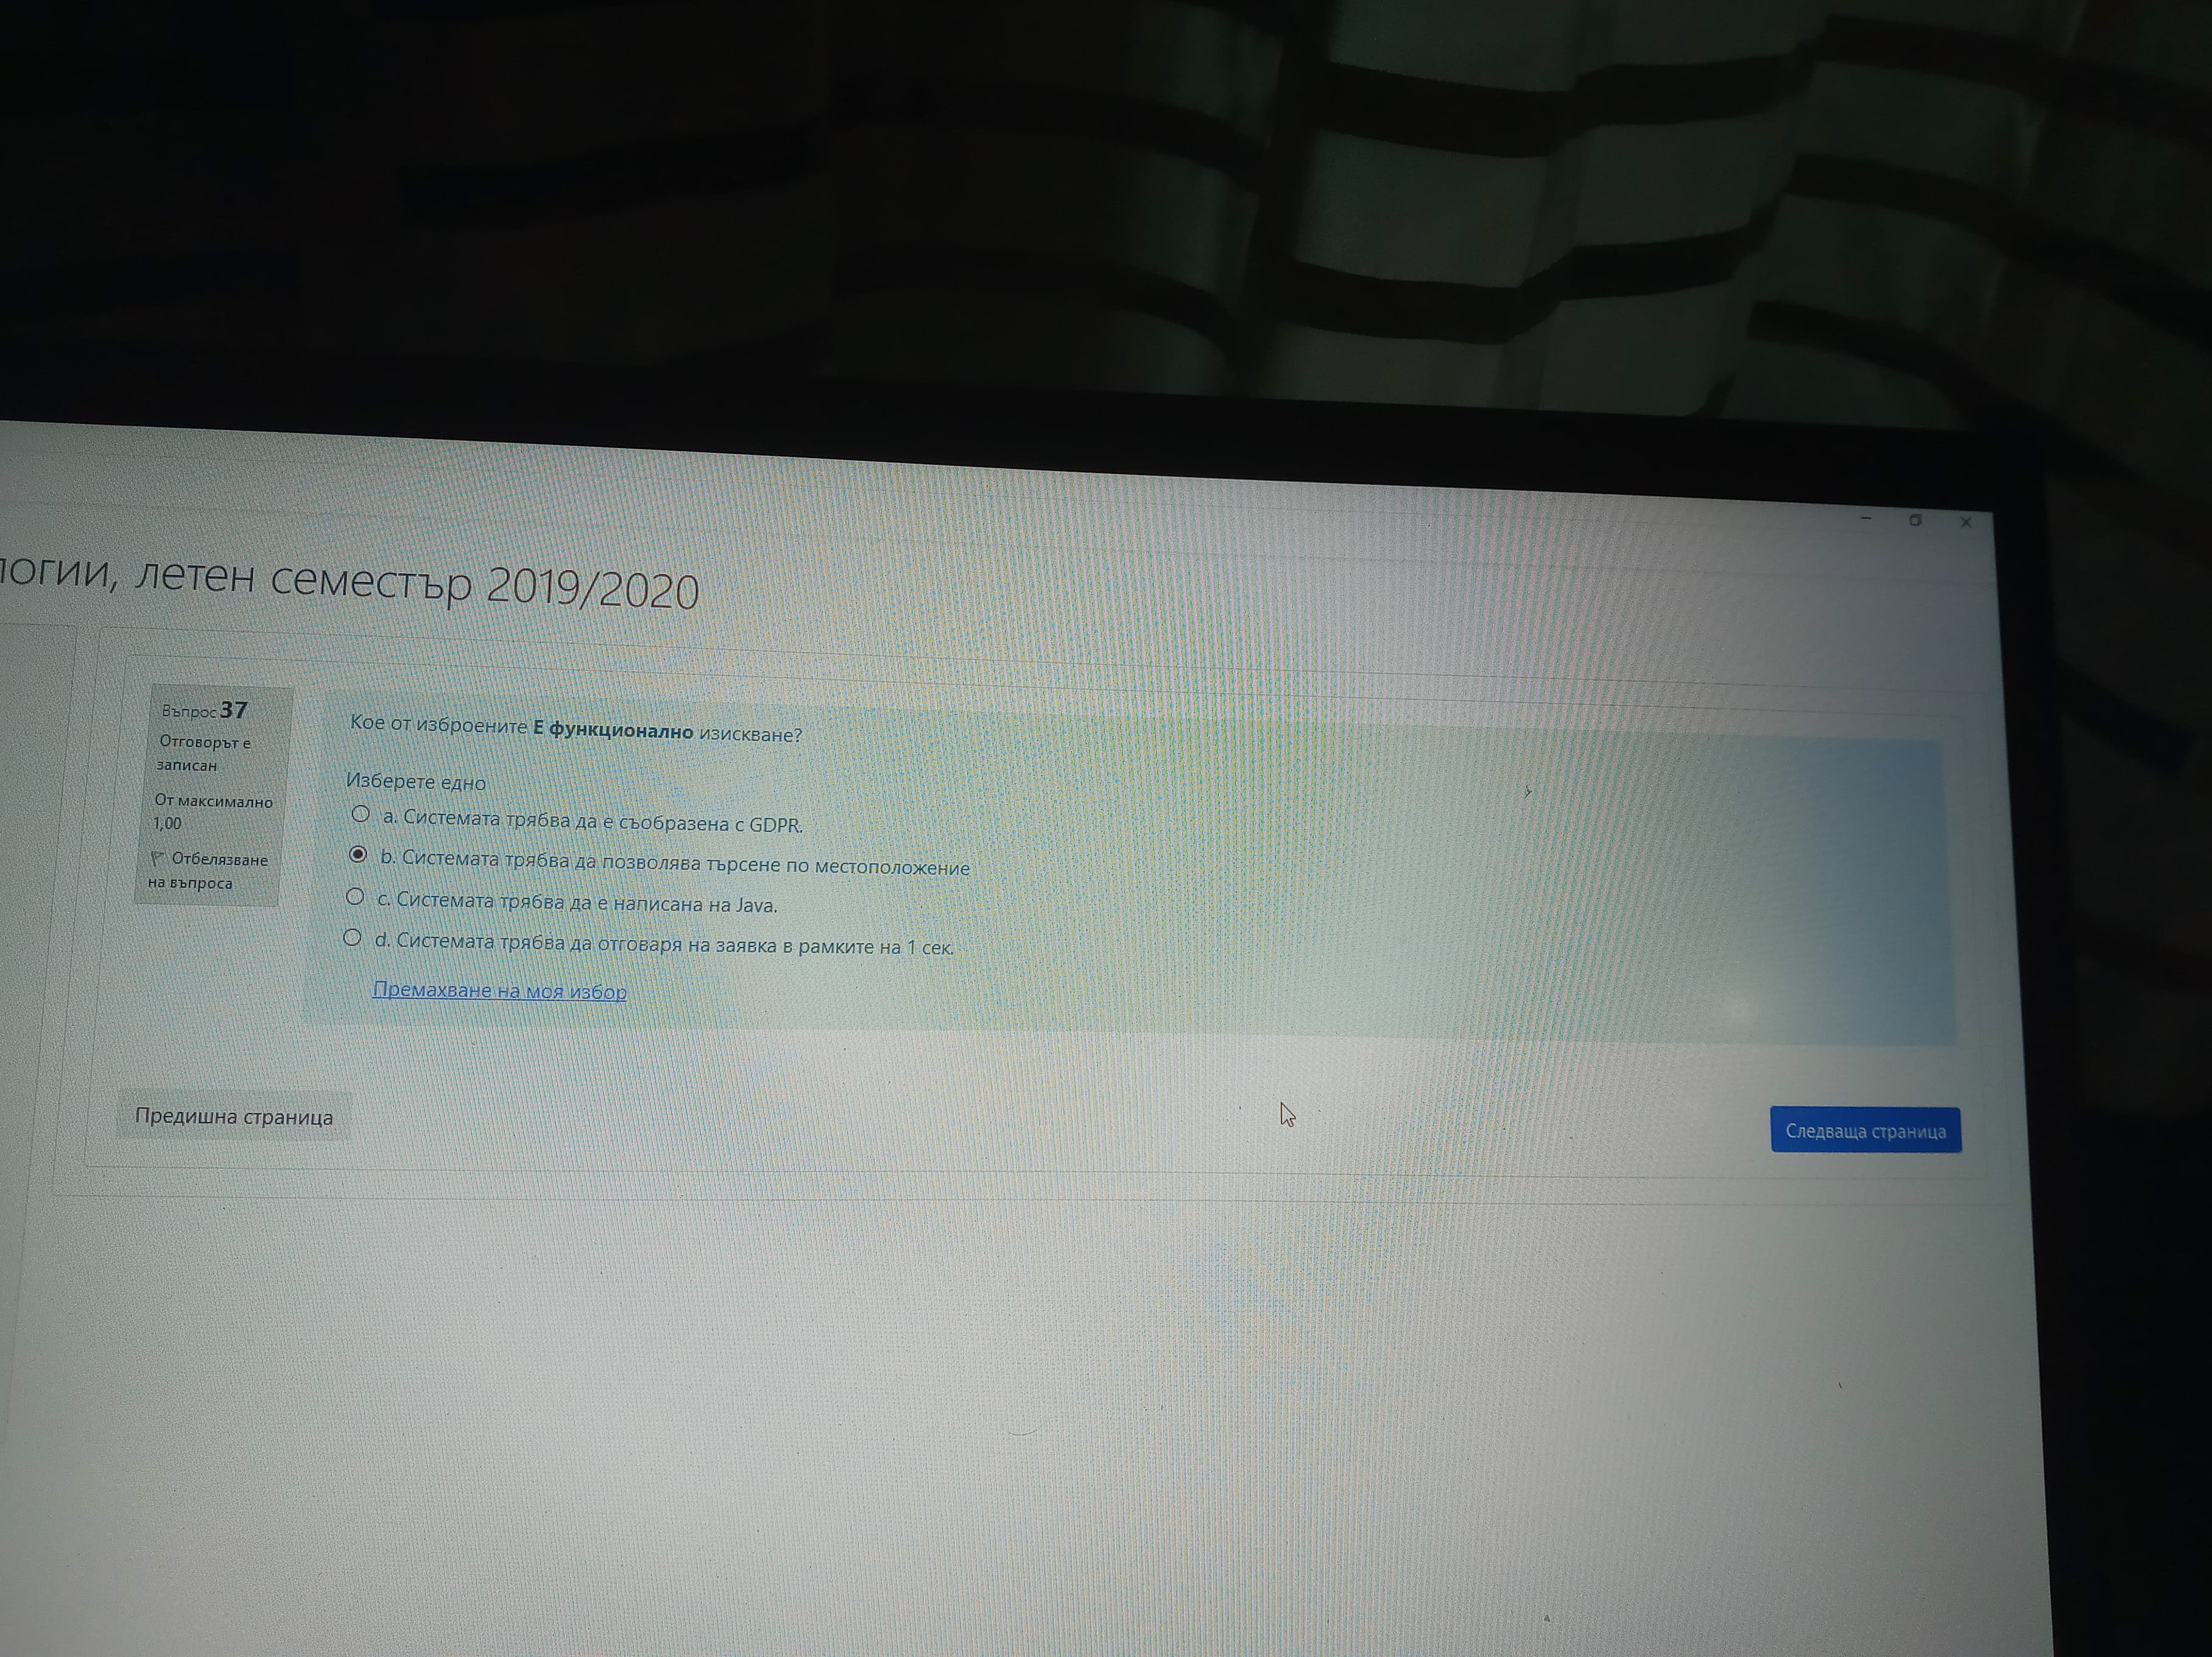 логии, летен семестър 2019/2020
Въпрос 37
Отговорът е
записан
От максимално
1,00
Отбелязване
на въпроса
Кое от изброените Е функционално изискване?
Изберете едно
a. Системата трябва да е съобразена с GDPR.
b. Системата трябва да позволява търсене по местоположение
c. Системата трябва да е написана на Java.
d. Системата трябва да отговаря на заявка в рамките на 1 сек.
Премахване на моя избор
Предишна страница
Следваща страница